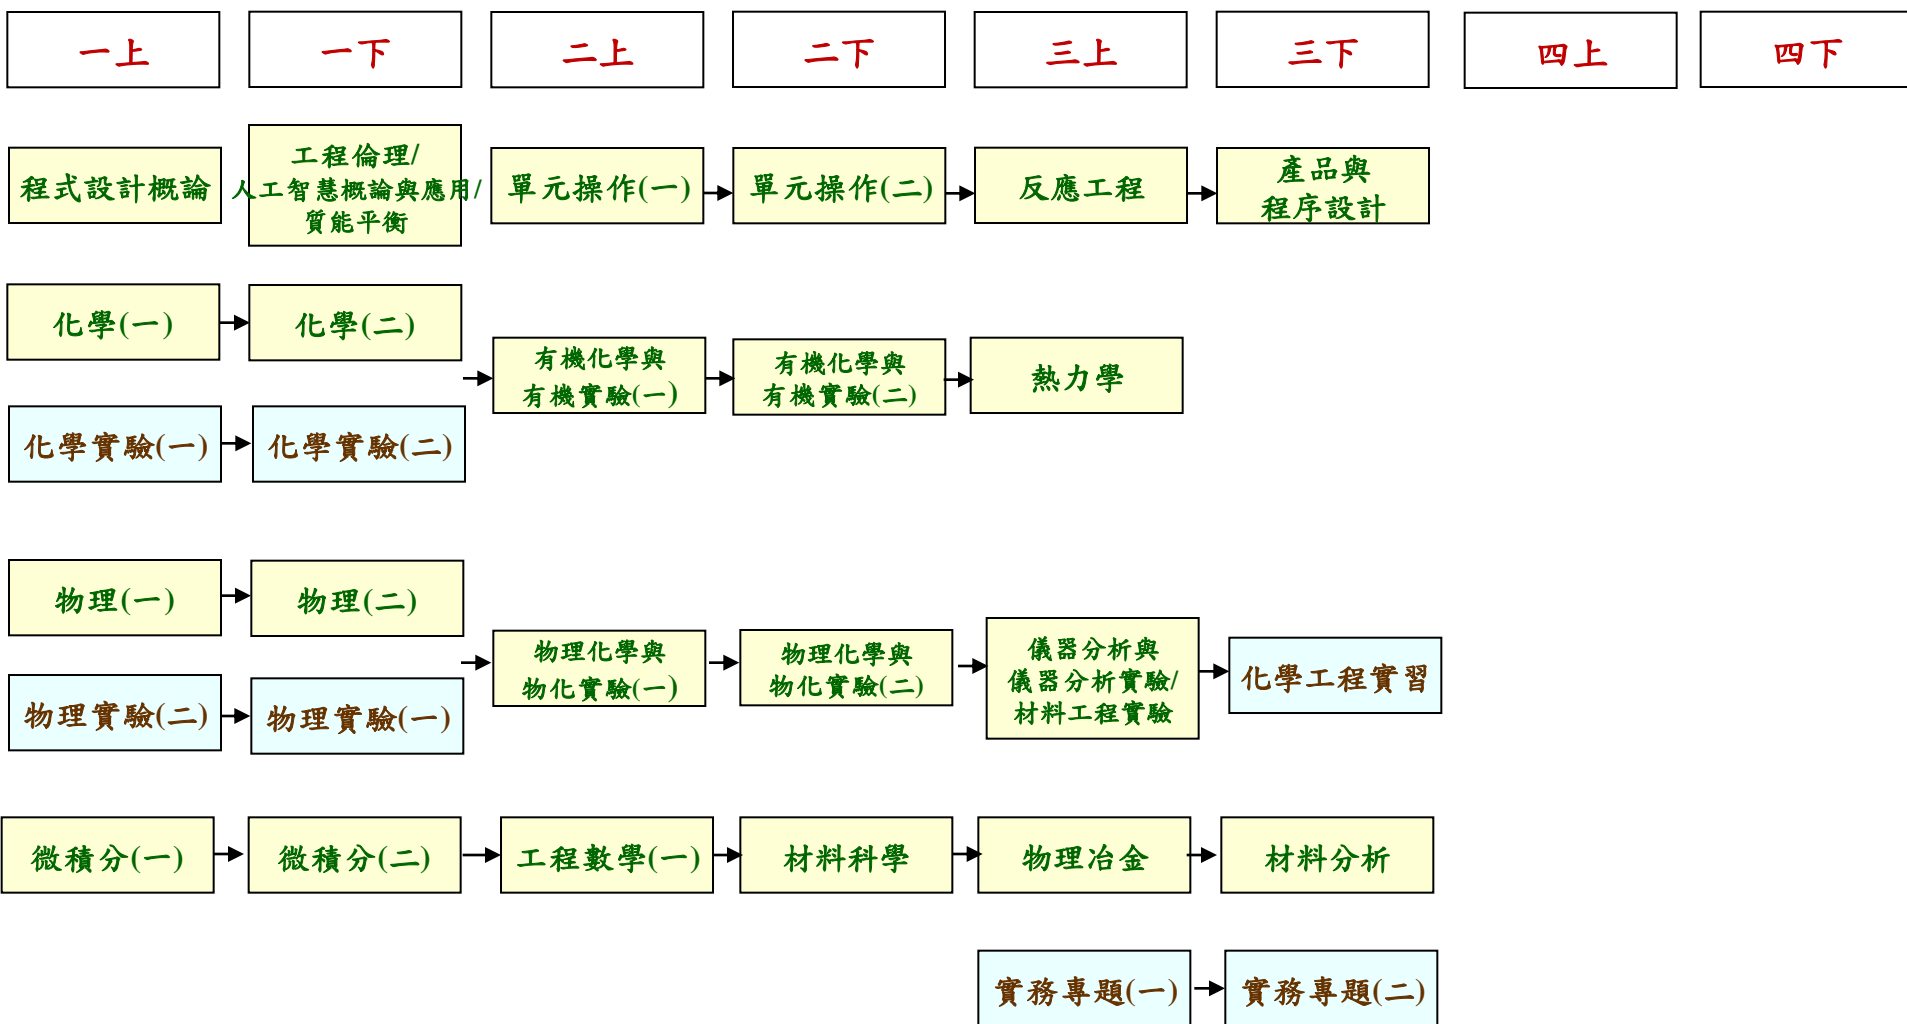 一上
一下
二上
二下
三上
三下
四上
四下
程式設計概論
工程倫理/
人工智慧概論與應用/
質能平衡
單元操作(一)
單元操作(二)
反應工程
產品與
程序設計
化學(一)
化學(二)
有機化學與
有機實驗(一)
有機化學與
有機實驗(二)
熱力學
化學實驗(一)
化學實驗(二)
物理(一)
物理(二)
物理化學與
物化實驗(一)
物理化學與
物化實驗(二)
儀器分析與
儀器分析實驗/
材料工程實驗
化學工程實習
物理實驗(二)
物理實驗(一)
微積分(一)
微積分(二)
工程數學(一)
材料科學
物理冶金
材料分析
實務專題(一)
實務專題(二)